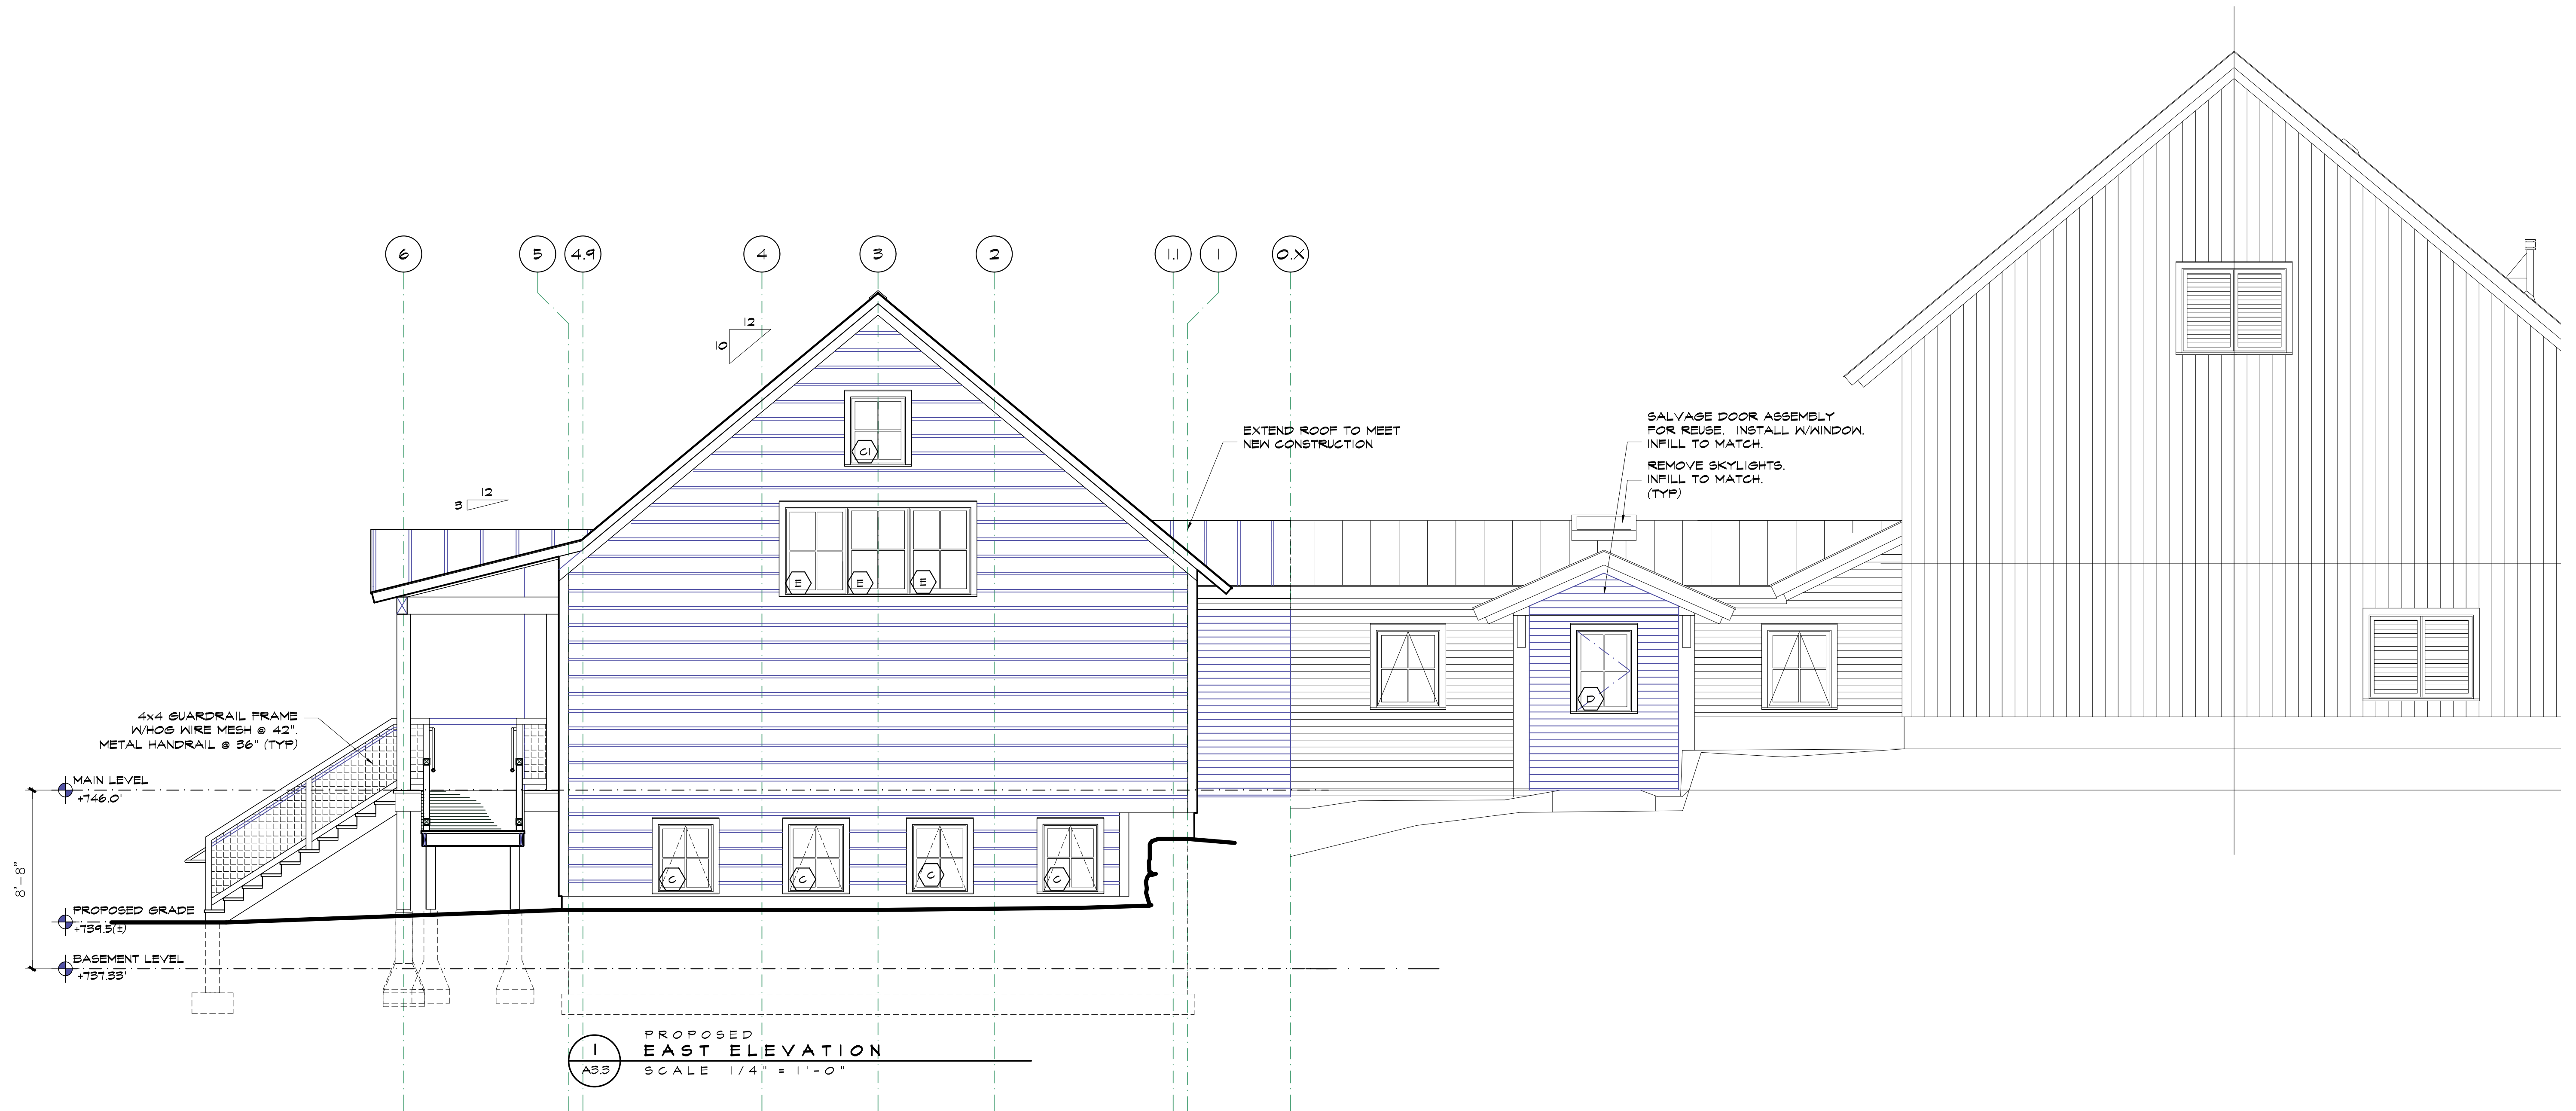 6
5
4.9
4
3
2
1.1
1
0.X
12
10
12
3
EXTEND ROOF TO MEET
NEW CONSTRUCTION
SALVAGE DOOR ASSEMBLY
FOR REUSE. INSTALL W/WINDOW.
INFILL TO MATCH.
REMOVE SKYLIGHTS.
INFILL TO MATCH.
(TYP)
C1
E
E
E
D
4x4 GUARDRAIL FRAME
W/HOG WIRE MESH @ 42".
METAL HANDRAIL @ 36" (TYP)
MAIN LEVEL
+746.0'
8'-8"
C
C
C
C
PROPOSED GRADE
+739.5(±)
BASEMENT LEVEL
+737.33'
1
A3.3
PROPOSED
EAST ELEVATION
SCALE 1/4" = 1'-0"